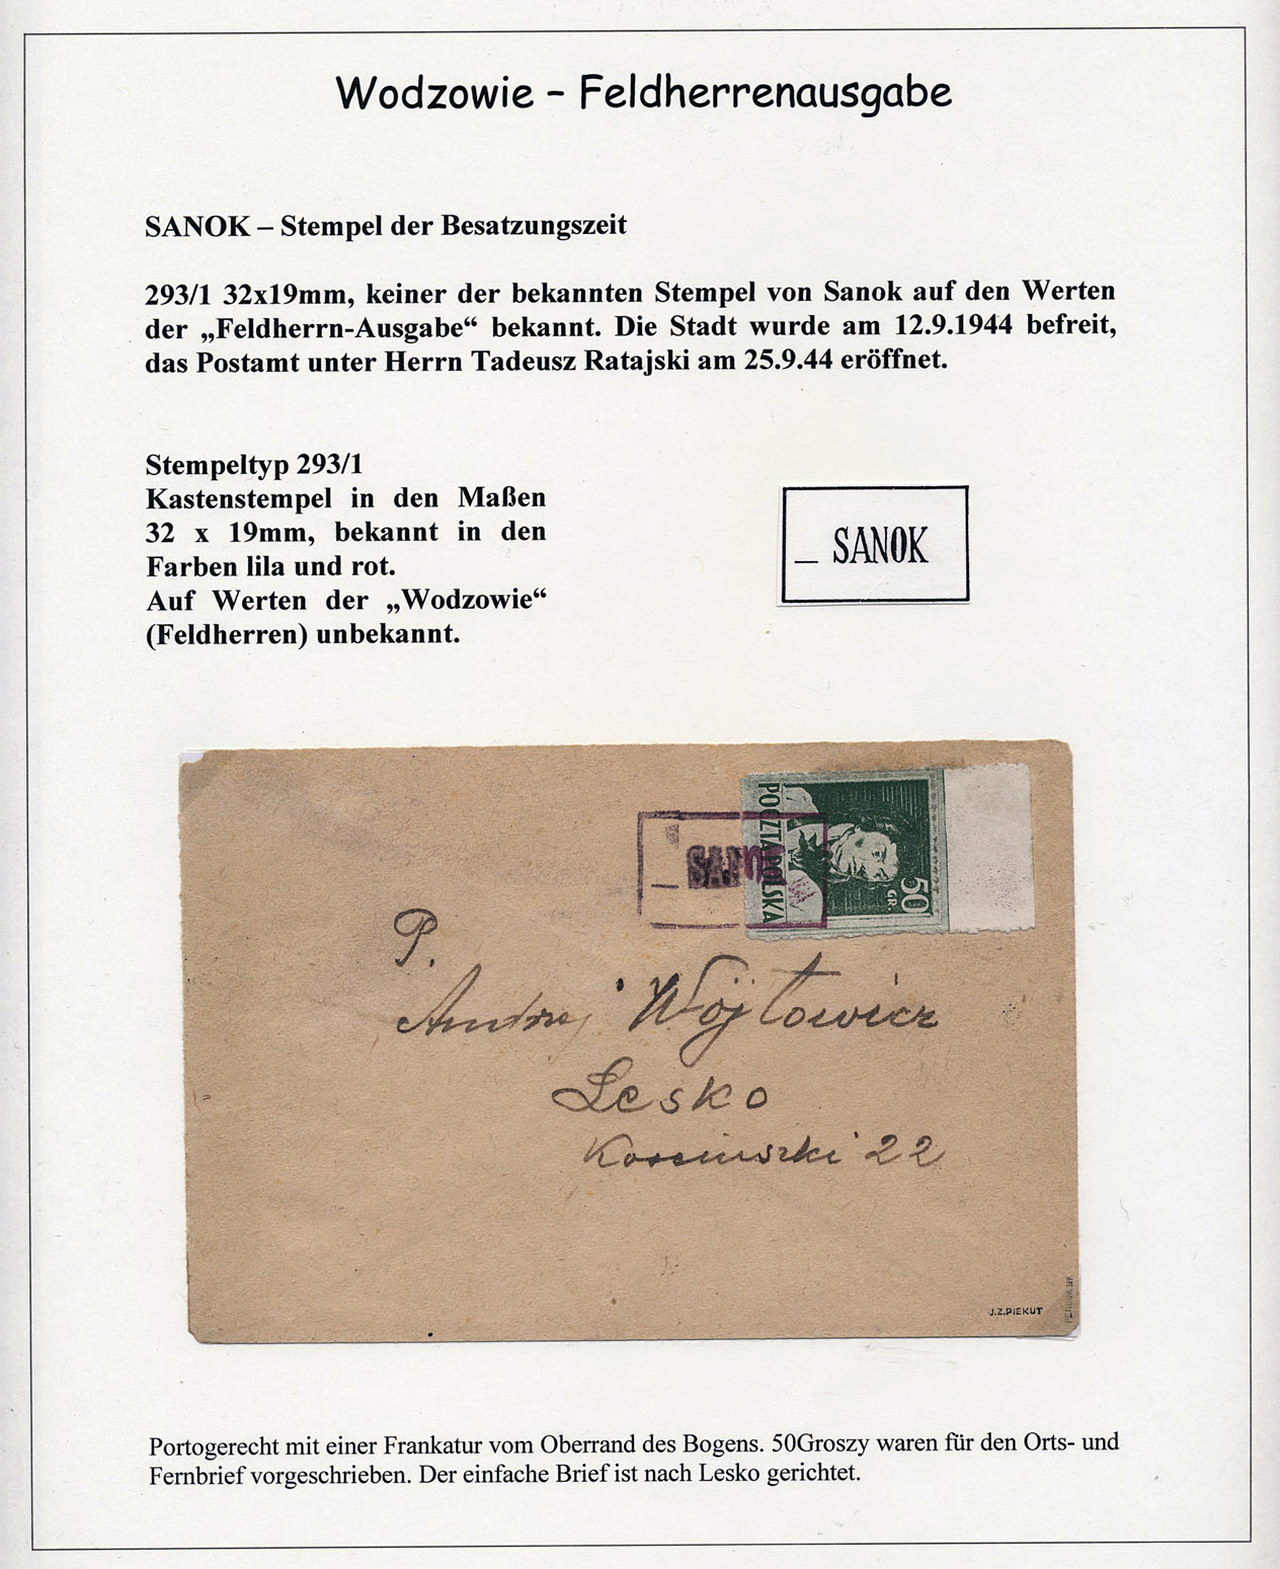 Wodzowie – Feldherrenausgabe
SANOK – Stempel der Besatzungszeit
293/1 32x19mm, keiner der bekannten Stempel von Sanok auf den Werten
der „Feldherrn-Ausgabe“ bekannt. Die Stadt wurde am 12.9.1944 befreit,
das Postamt unter Herrn Tadeusz Ratajski am 25.9.44 eröffnet.
Stempeltyp 293/1
Kastenstempel in den Maßen
32 x 19mm, bekannt in den
Farben lila und rot.
Auf Werten der „Wodzowie“
(Feldherren) unbekannt.
_ SANOK
POCZTA POLSKA
50
GR.
_ SANOK
P.
Andrzej Wójtowicz
Lesko
22
J.Z.PIEKUT
Portogerecht mit einer Frankatur vom Oberrand des Bogens. 50Groszy waren für den Orts- und
Fernbrief vorgeschrieben. Der einfache Brief ist nach Lesko gerichtet.